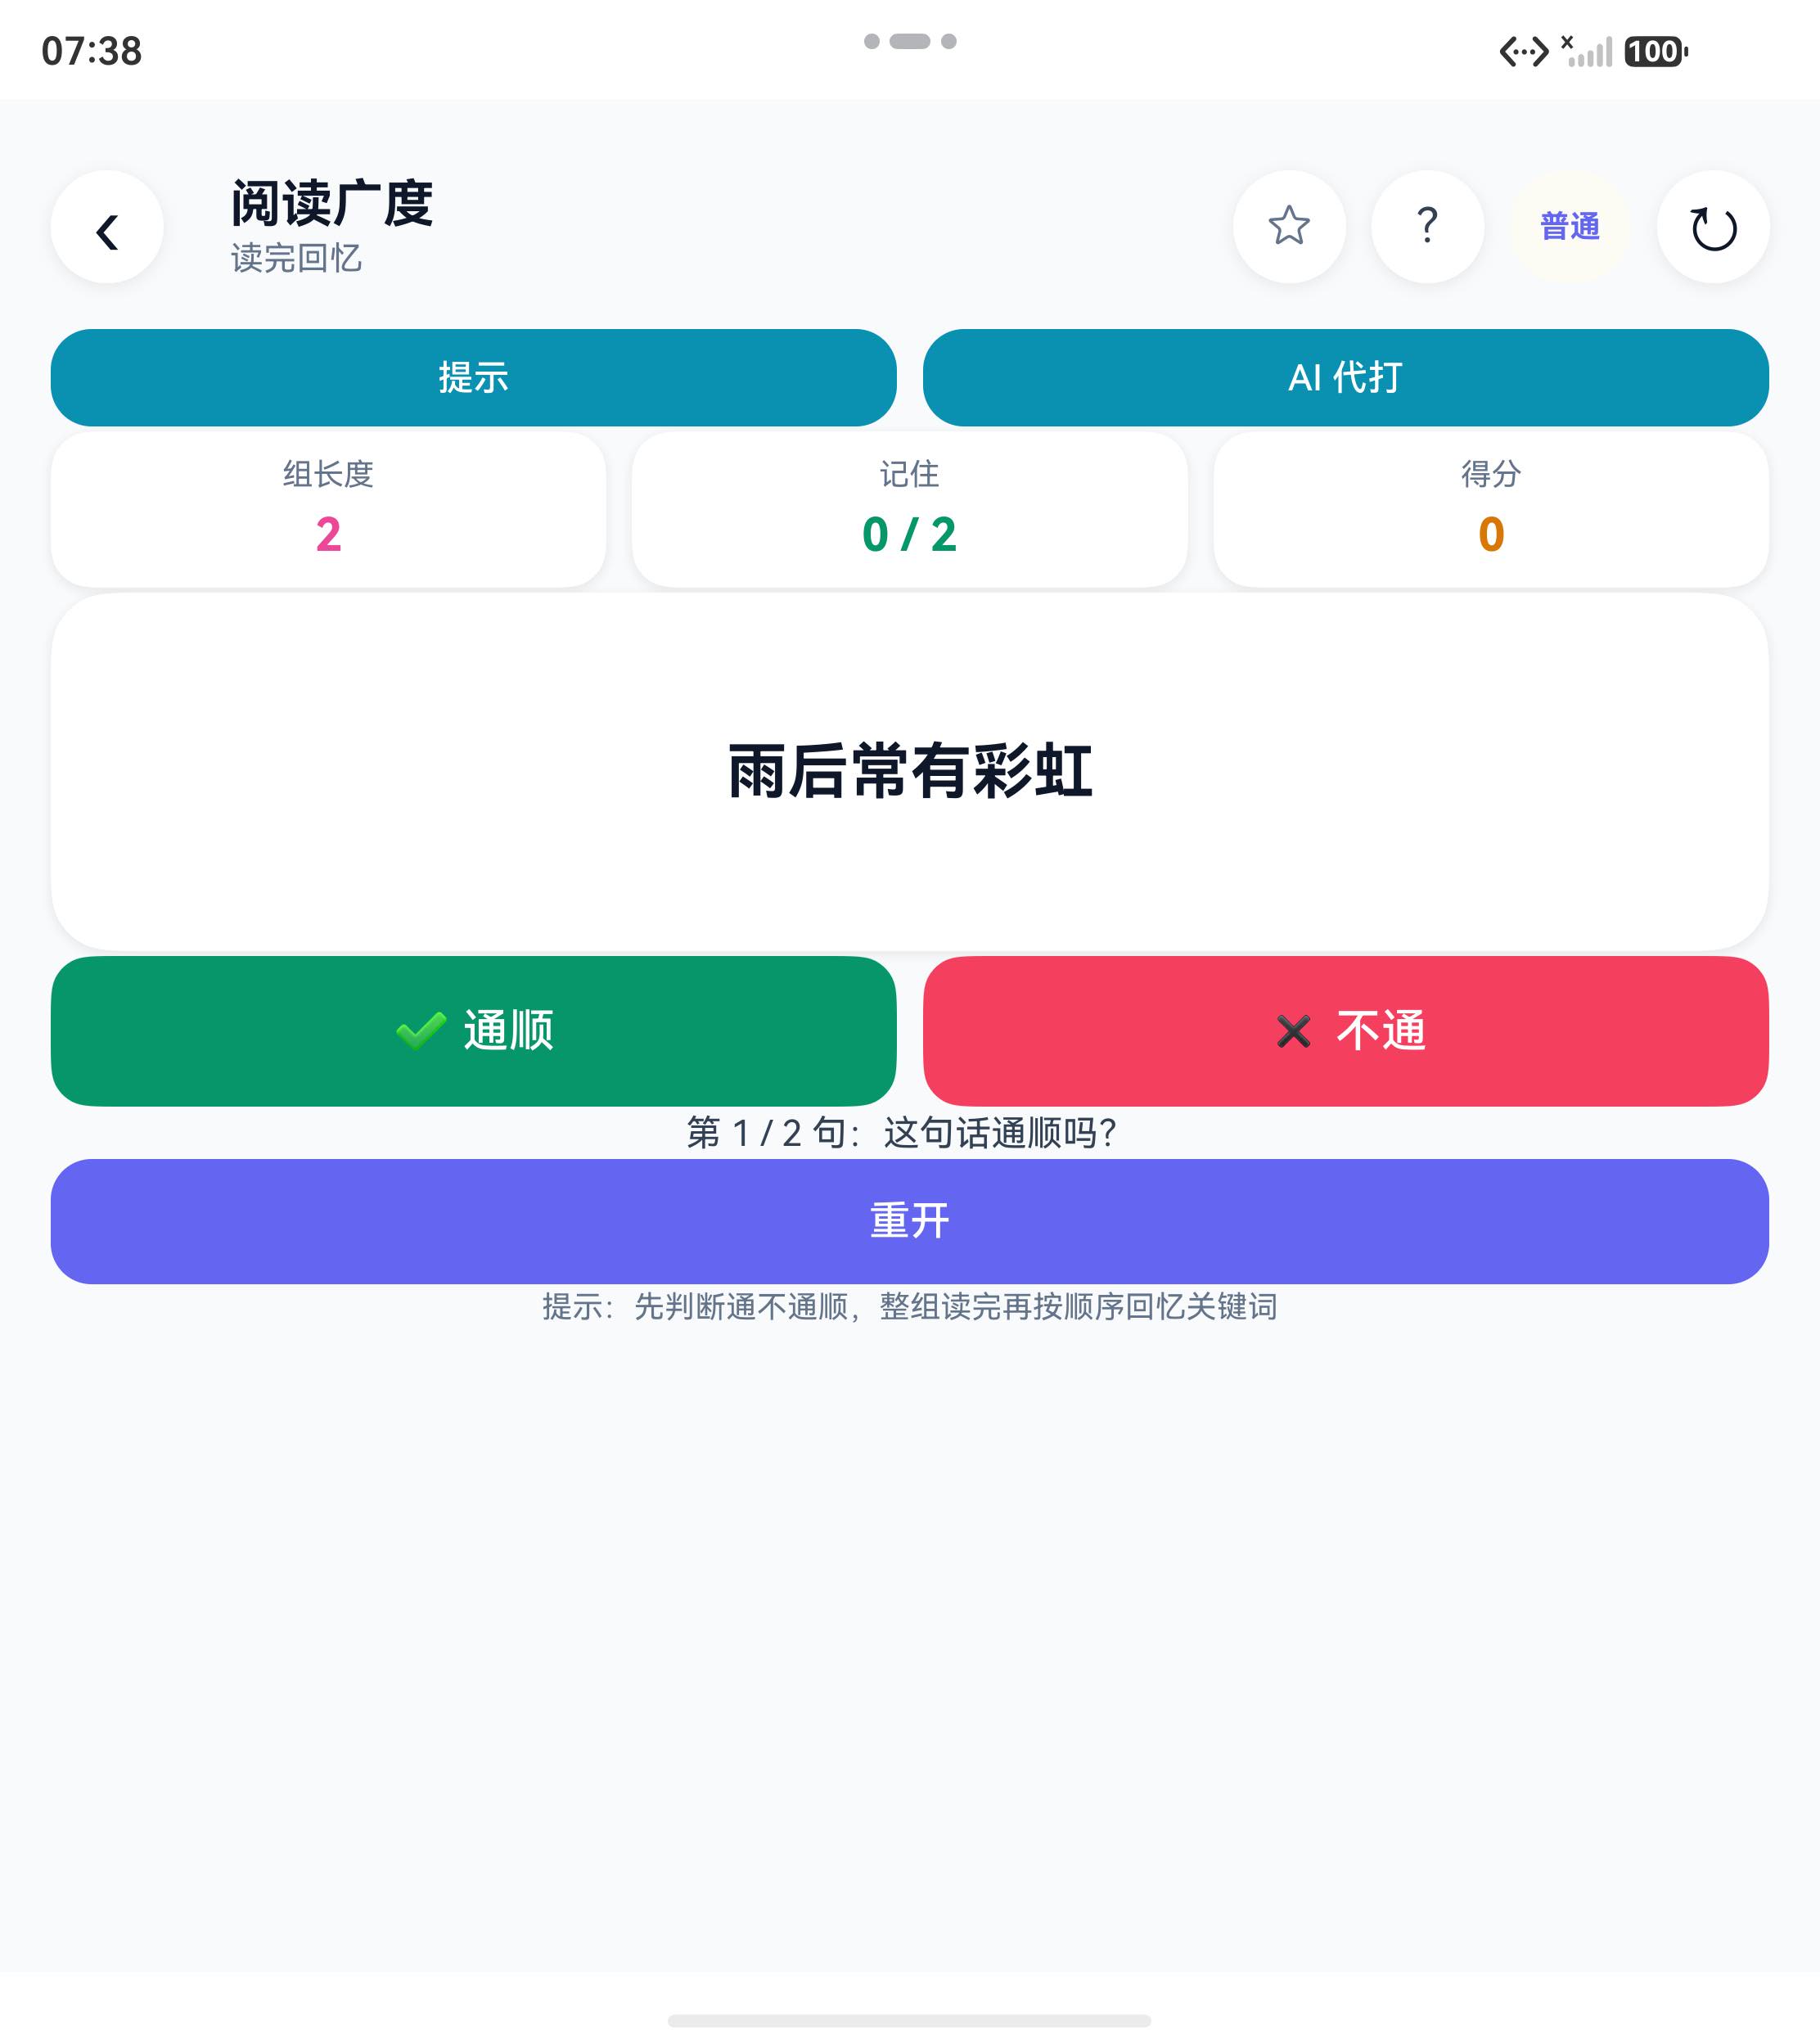 07:38
100
阅读广度
读完回忆
?
普通
提示
AI 代打
组长度
记住
得分
2
0 / 2
0
雨后常有彩虹
通顺
不通
第 1 / 2 句：这句话通顺吗？
重开
提示：先判断通不通顺，整组读完再按顺序回忆关键词